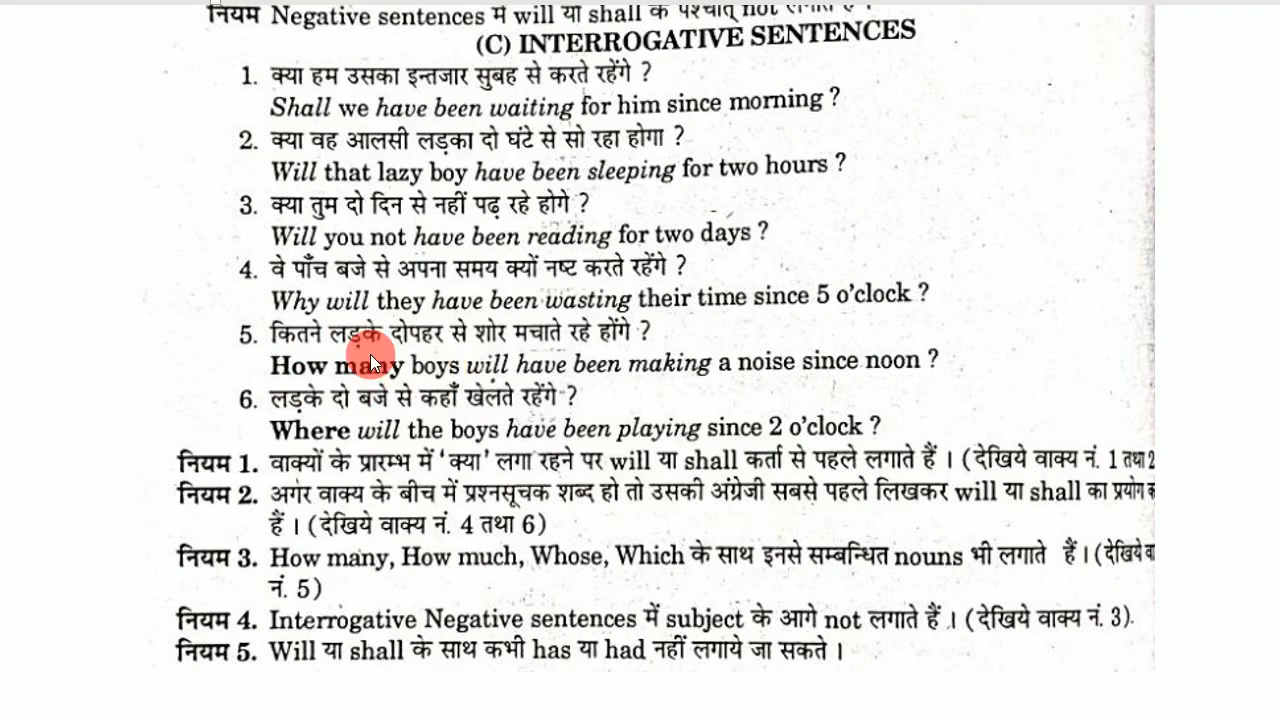 नियम Negative sentences में will या shall के पश्चात् not लगाते हैं ।
(C) INTERROGATIVE SENTENCES
1. क्या हम उसका इन्तजार सुबह से करते रहेंगे ?
Shall we have been waiting for him since morning ?
2. क्या वह आलसी लड़का दो घंटे से सो रहा होगा ?
Will that lazy boy have been sleeping for two hours ?
3. क्या तुम दो दिन से नहीं पढ़ रहे होगे ?
Will you not have been reading for two days ?
4. वे पाँच बजे से अपना समय क्यों नष्ट करते रहेंगे ?
Why will they have been wasting their time since 5 o'clock ?
5. कितने लड़के दोपहर से शोर मचाते रहे होंगे ?
How many boys will have been making a noise since noon ?
6. लड़के दो बजे से कहाँ खेलते रहेंगे ?
Where will the boys have been playing since 2 o'clock ?
नियम 1. वाक्यों के प्रारम्भ में 'क्या' लगा रहने पर will या shall कर्ता से पहले लगाते हैं । (देखिये वाक्य नं. 1 तथा 2
नियम 2. अगर वाक्य के बीच में प्रश्नसूचक शब्द हो तो उसकी अंग्रेजी सबसे पहले लिखकर will या shall का प्रयोग
हैं । (देखिये वाक्य नं. 4 तथा 6)
नियम 3. How many, How much, Whose, Which के साथ इनसे सम्बन्धित nouns भी लगाते हैं । (देखिये
नं. 5)
नियम 4. Interrogative Negative sentences में subject के आगे not लगाते हैं । (देखिये वाक्य नं. 3).
नियम 5. Will या shall के साथ कभी has या had नहीं लगाये जा सकते ।